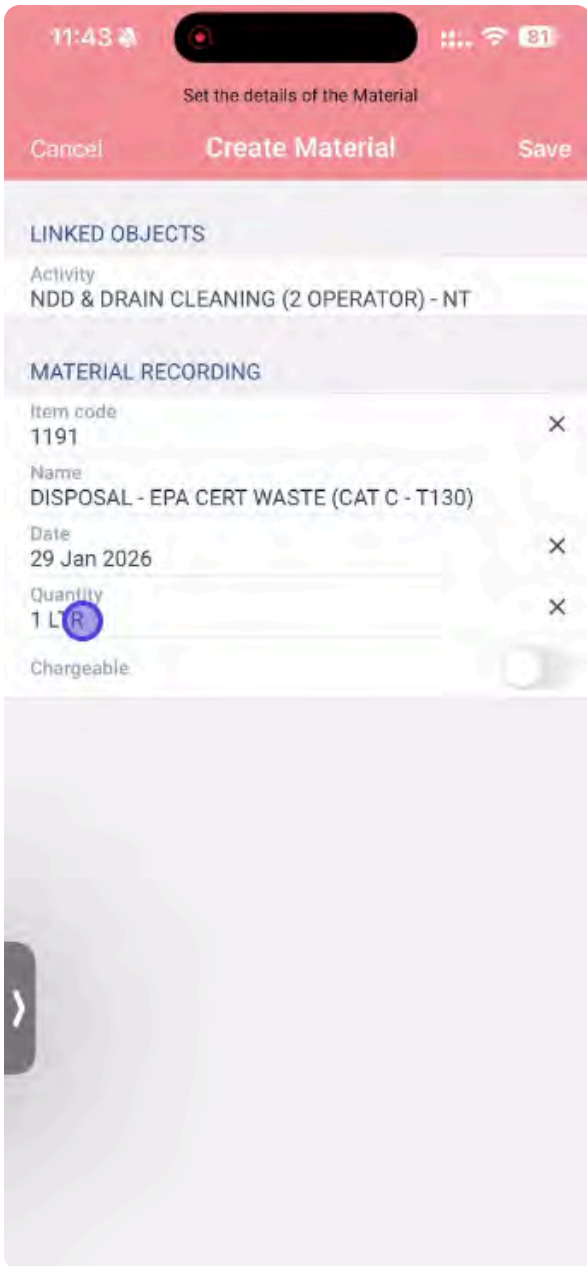 11:43
81
Set the details of the Material
Cancel Create Material Save
LINKED OBJECTS
Activity
NDD & DRAIN CLEANING (2 OPERATOR) - NT
MATERIAL RECORDING
Item code
1191
Name
DISPOSAL - EPA CERT WASTE (CAT C - T130)
Date
29 Jan 2026
Quantity
1 LTR
Chargeable